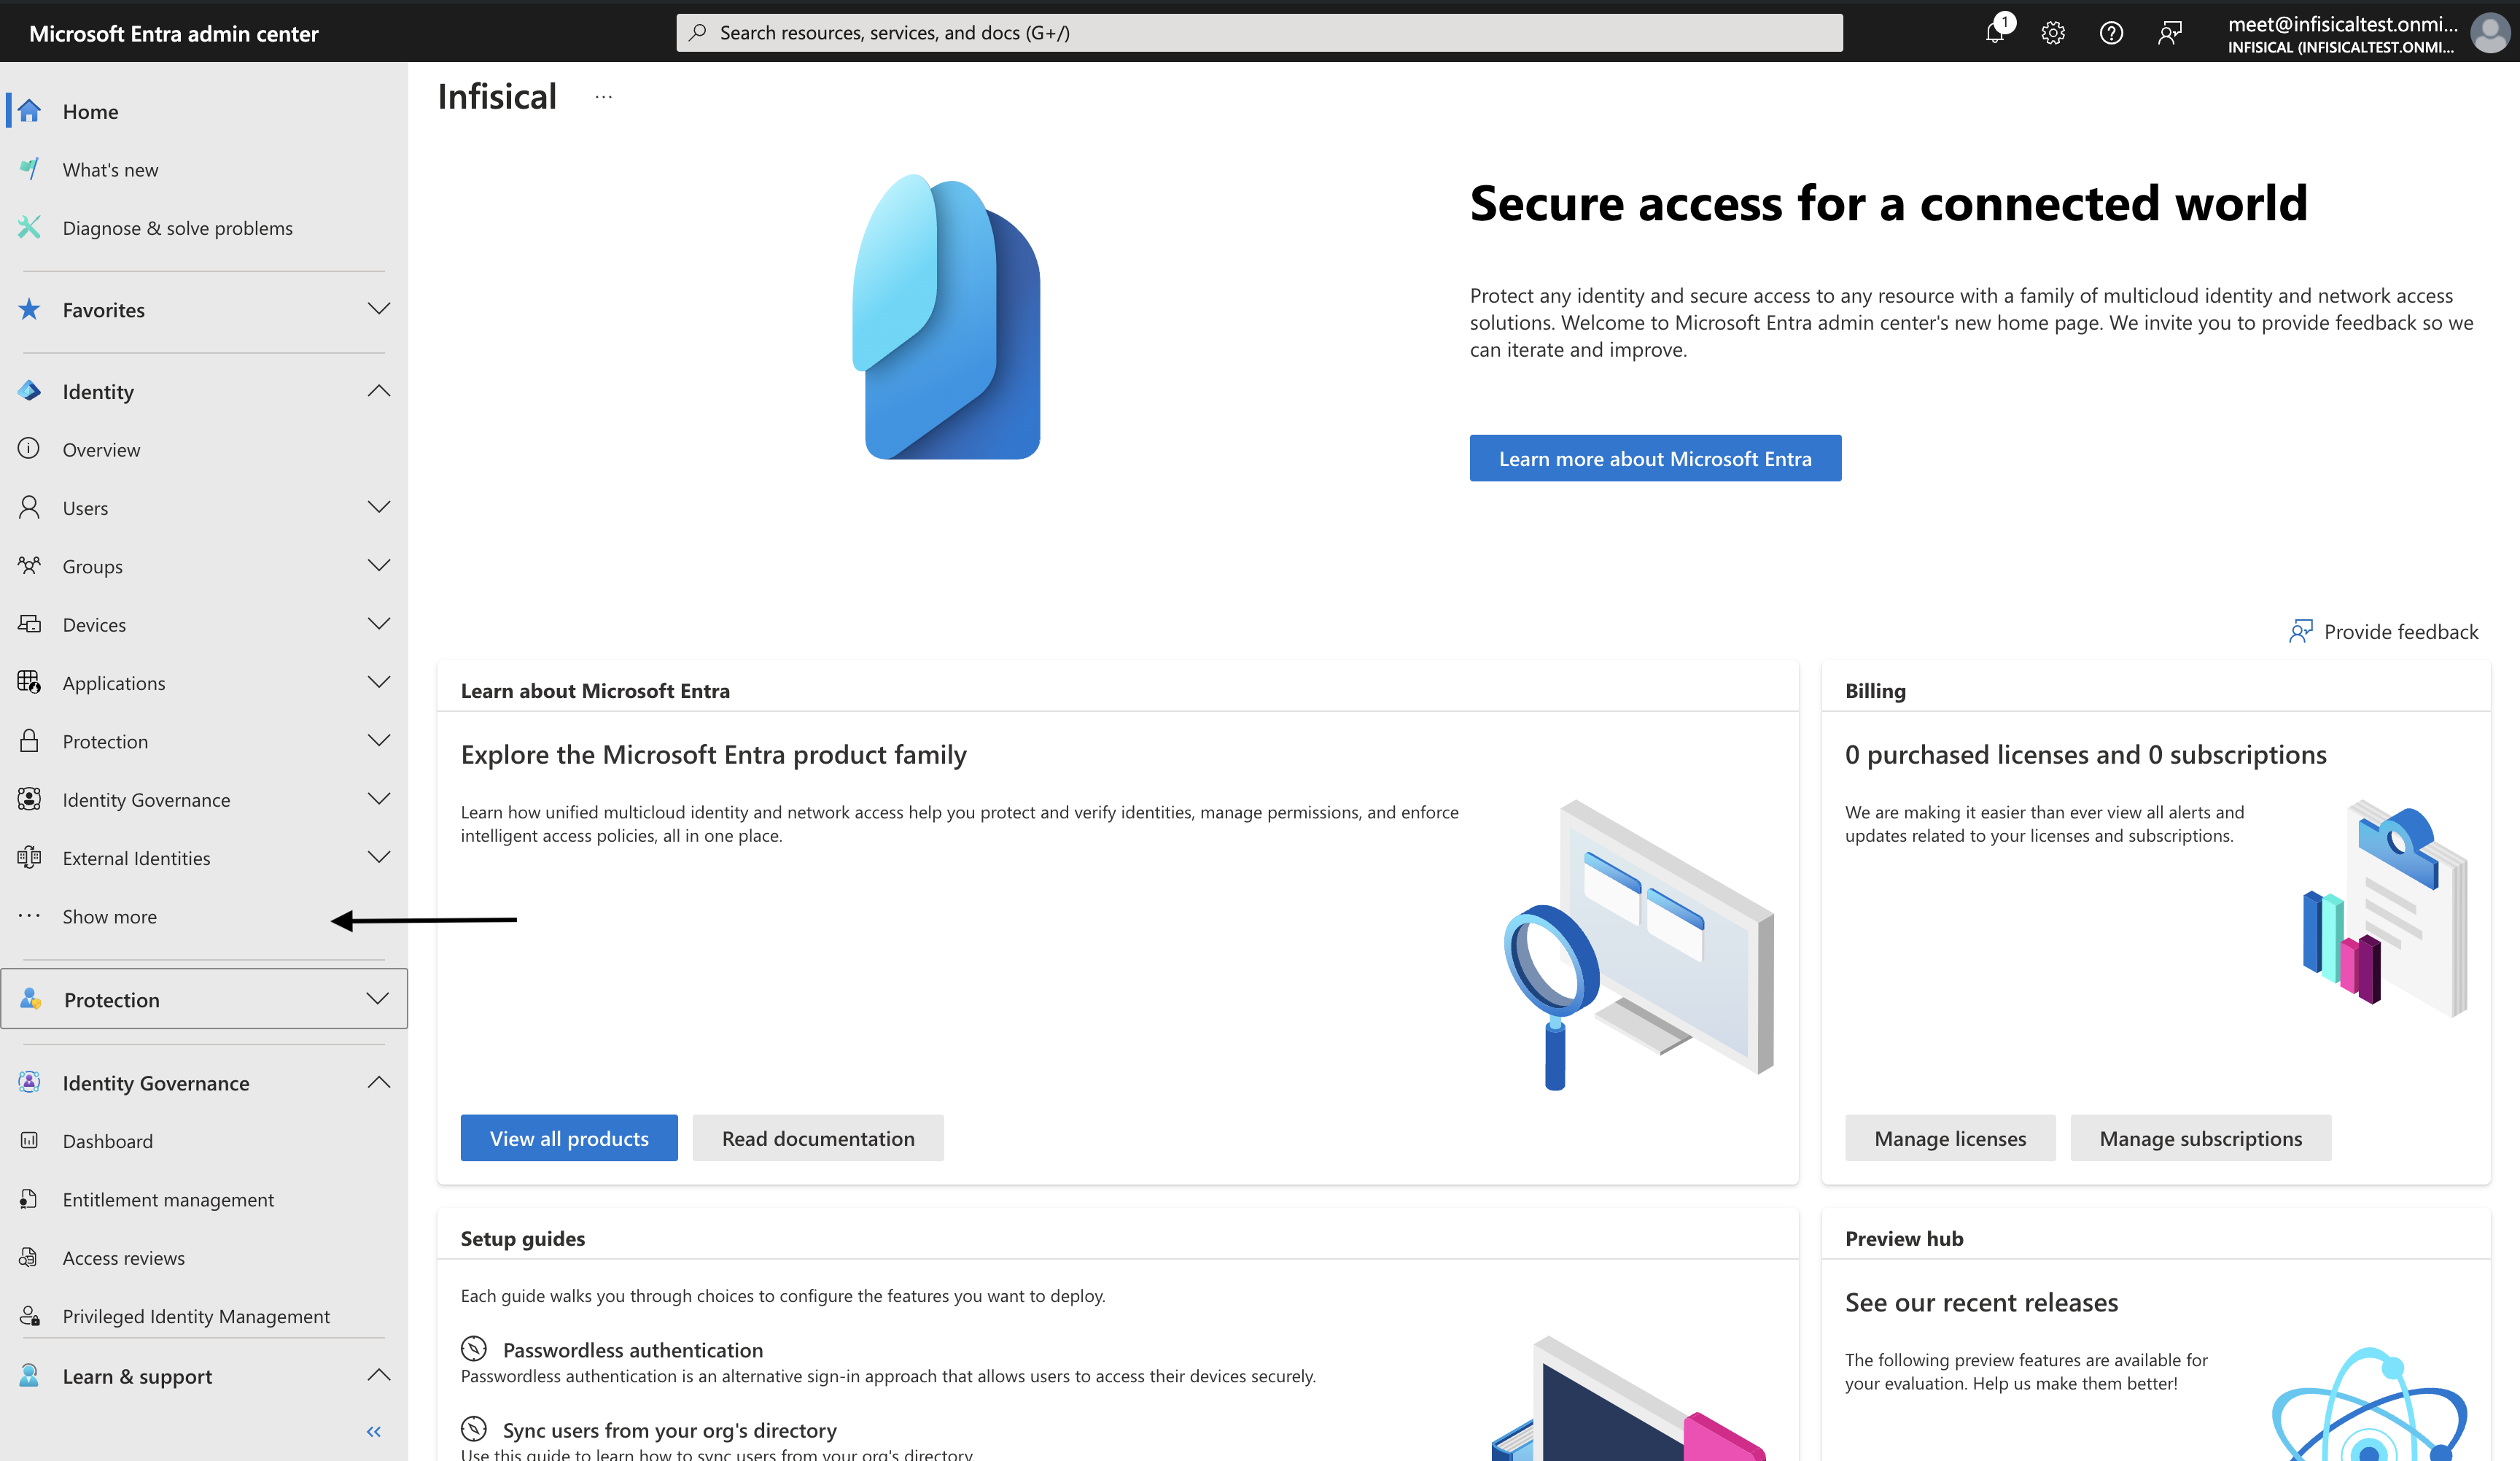 Microsoft Entra admin center
Search resources, services, and docs (G+/)
1
meet@infisicaltest.onmi...
INFISICAL (INFISICALTEST.ONMI...
Home
What's new
Diagnose & solve problems
Favorites
Identity
Overview
Users
Groups
Devices
Applications
Protection
Identity Governance
External Identities
Show more
Protection
Identity Governance
Dashboard
Entitlement management
Access reviews
Privileged Identity Management
Learn & support
Infisical
Secure access for a connected world
Protect any identity and secure access to any resource with a family of multicloud identity and network access
solutions. Welcome to Microsoft Entra admin center's new home page. We invite you to provide feedback so we
can iterate and improve.
Learn more about Microsoft Entra
Provide feedback
Learn about Microsoft Entra
Explore the Microsoft Entra product family
Learn how unified multicloud identity and network access help you protect and verify identities, manage permissions, and enforce
intelligent access policies, all in one place.
View all products
Read documentation
Billing
0 purchased licenses and 0 subscriptions
We are making it easier than ever view all alerts and
updates related to your licenses and subscriptions.
Manage licenses
Manage subscriptions
Setup guides
Each guide walks you through choices to configure the features you want to deploy.
Passwordless authentication
Passwordless authentication is an alternative sign-in approach that allows users to access their devices securely.
Sync users from your org's directory
Use this guide to learn how to sync users from your org's directory
Preview hub
See our recent releases
The following preview features are available for
your evaluation. Help us make them better!